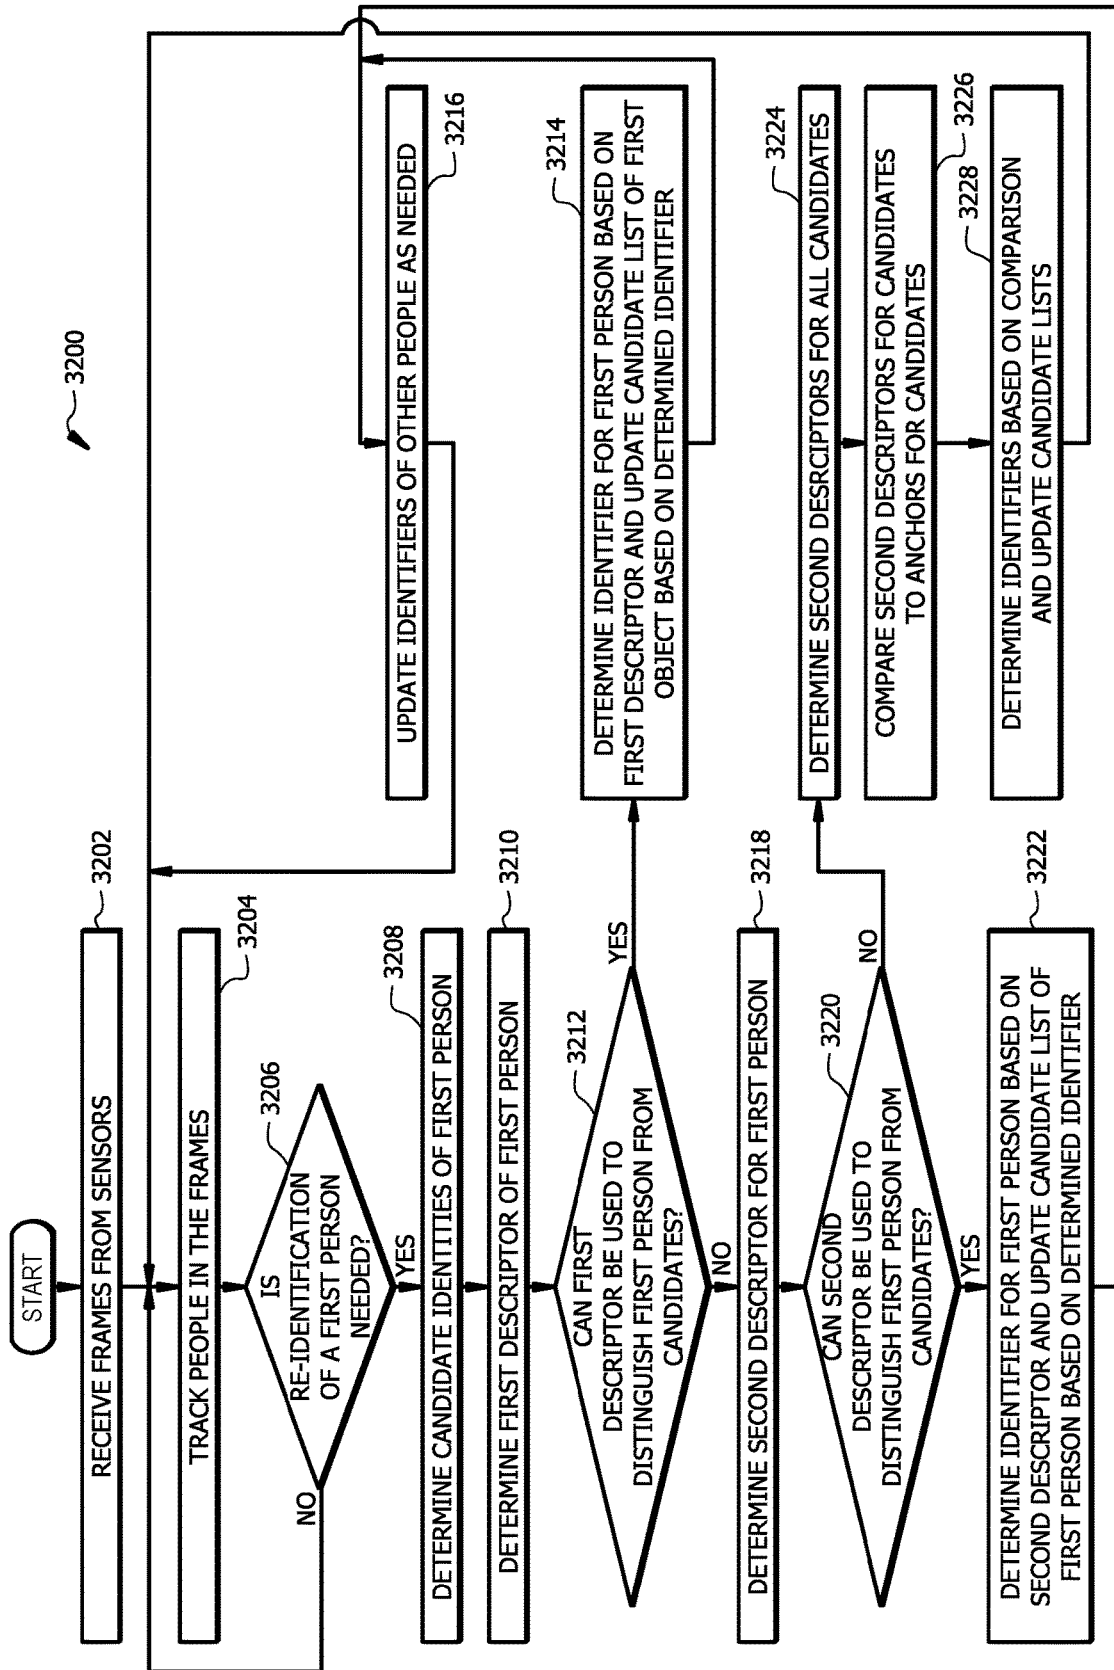 3200
START
RECEIVE FRAMES FROM SENSORS
3202
TRACK PEOPLE IN THE FRAMES
3204
IS
RE-IDENTIFICATION
OF A FIRST PERSON
NEEDED?
3206
NO
YES
DETERMINE CANDIDATE IDENTITIES OF FIRST PERSON
3208
DETERMINE FIRST DESCRIPTOR OF FIRST PERSON
3210
CAN FIRST
DESCRIPTOR BE USED TO
DISTINGUISH FIRST PERSON FROM
CANDIDATES?
3212
YES
NO
DETERMINE SECOND DESCRIPTOR FOR FIRST PERSON
3218
CAN SECOND
DESCRIPTOR BE USED TO
DISTINGUISH FIRST PERSON FROM
CANDIDATES?
3220
NO
YES
DETERMINE IDENTIFIER FOR FIRST PERSON BASED ON
SECOND DESCRIPTOR AND UPDATE CANDIDATE LIST OF
FIRST PERSON BASED ON DETERMINED IDENTIFIER
3222
UPDATE IDENTIFIERS OF OTHER PEOPLE AS NEEDED
3216
DETERMINE IDENTIFIER FOR FIRST PERSON BASED ON
FIRST DESCRIPTOR AND UPDATE CANDIDATE LIST OF FIRST
OBJECT BASED ON DETERMINED IDENTIFIER
3214
DETERMINE SECOND DESRCIPTORS FOR ALL CANDIDATES
3224
COMPARE SECOND DESCRIPTORS FOR CANDIDATES
TO ANCHORS FOR CANDIDATES
3226
DETERMINE IDENTIFIERS BASED ON COMPARISON
AND UPDATE CANDIDATE LISTS
3228